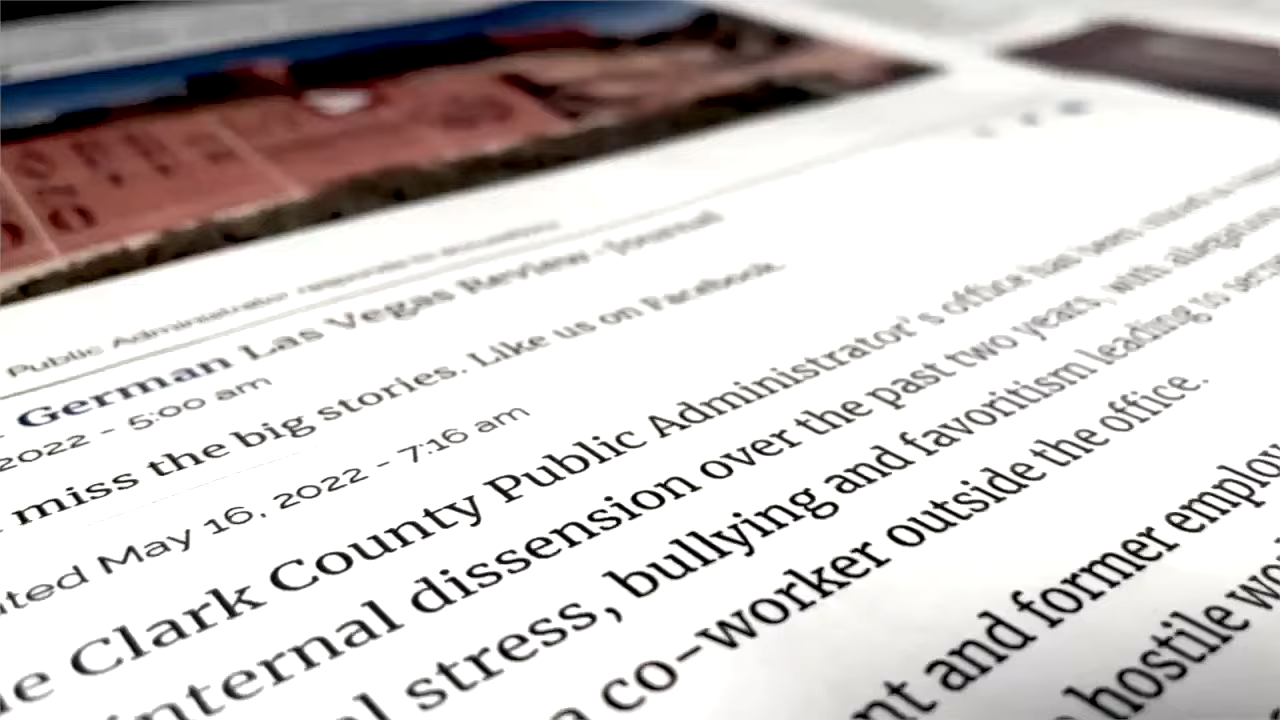 Public Administrator
German Las Vegas Review-Journal
2022 - 5:00 am
miss the big stories. Like us on Facebook.
ated May 16, 2022 - 7:16 am
e Clark County Public Administrator's office has been
internal dissension over the past two years, with allegations
al stress, bullying and favoritism leading to
a co-worker outside the office.
nt and former employ
hostile wo